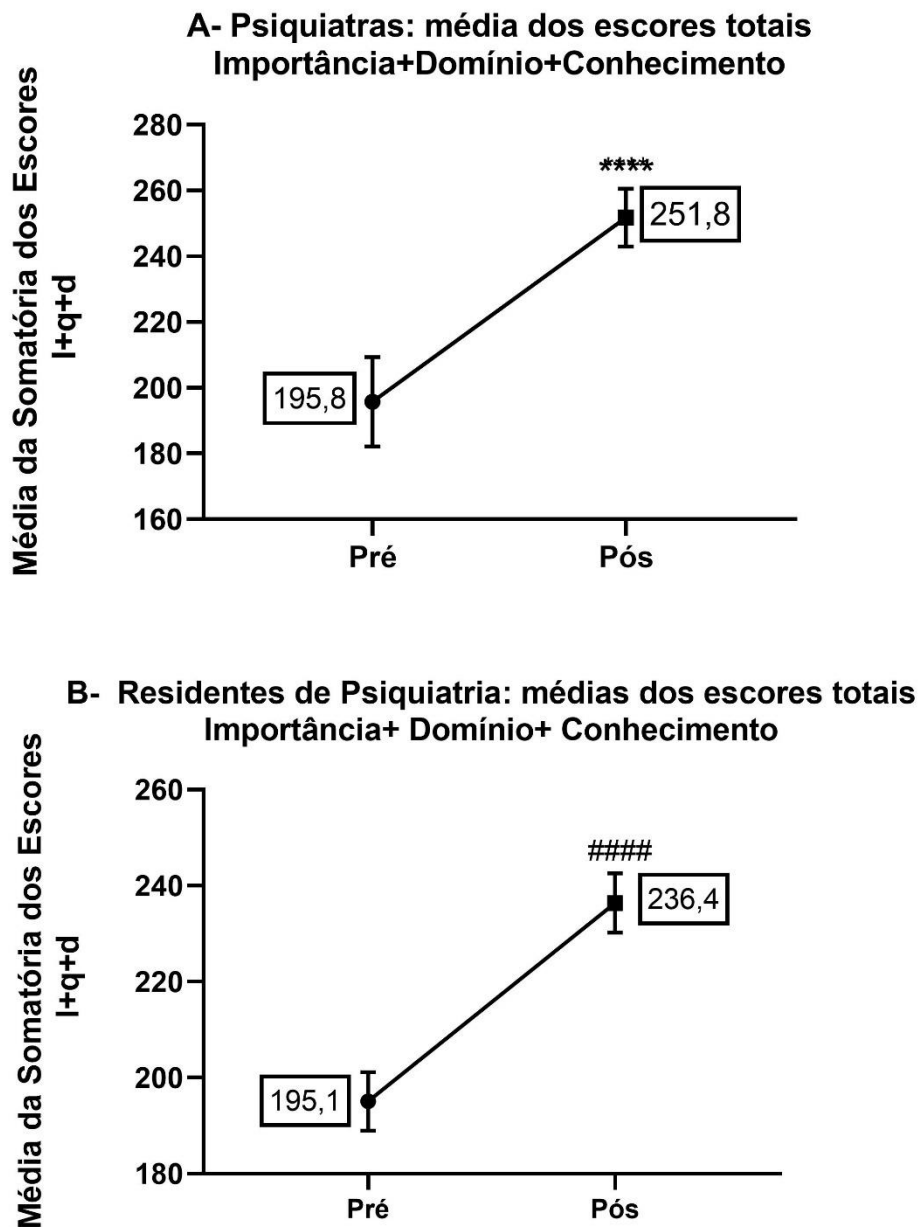 A- Psiquiatras: média dos escores totais
Importância+Domínio+Conhecimento
Média da Somatória dos Escores
I+q+d
280
260
240
220
200
180
160
****
251,8
195,8
Pré
Pós
B- Residentes de Psiquiatria: médias dos escores totais
Importância+ Domínio+ Conhecimento
Média da Somatória dos Escores
I+q+d
260
240
220
200
180
####
236,4
195,1
Pré
Pós